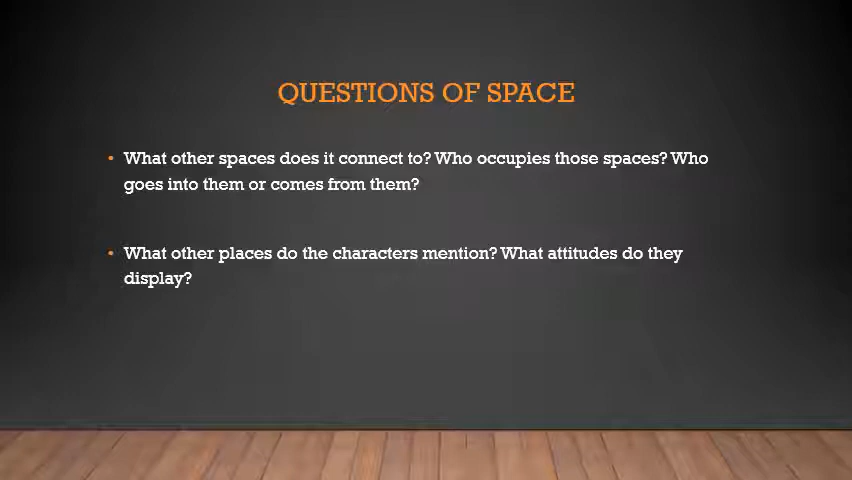 QUESTIONS OF SPACE
• What other spaces does it connect to? Who occupies those spaces? Who
goes into them or comes from them?
• What other places do the characters mention? What attitudes do they
display?